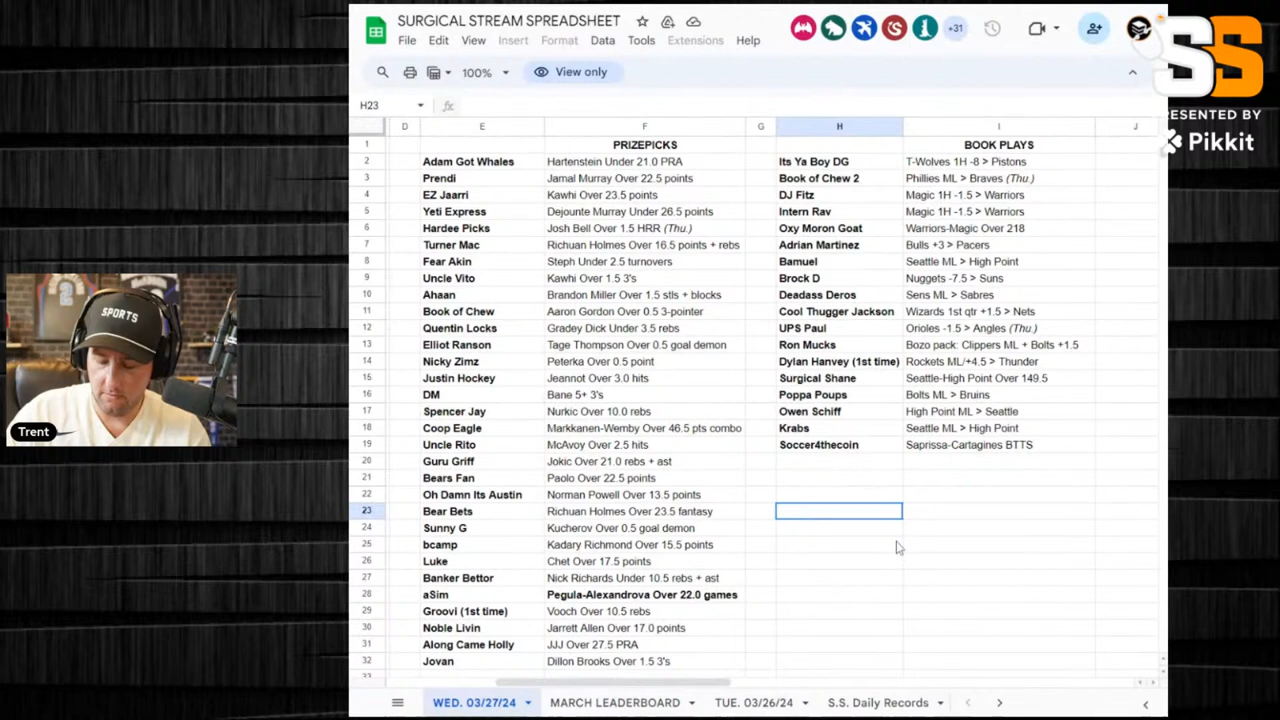 SURGICAL STREAM SPREADSHEET
+31
File Edit View Insert Format Data Tools Extensions Help
100% View only
H23 fx
D E F G H I J
1 PRIZEPICKS BOOK PLAYS
2 Adam Got Whales Hartenstein Under 21.0 PRA Its Ya Boy DG T-Wolves 1H -8 > Pistons
3 Prendi Jamal Murray Over 22.5 points Book of Chew 2 Phillies ML > Braves (Thu.)
4 EZ Jaarri Kawhi Over 23.5 points DJ Fitz Magic 1H -1.5 > Warriors
5 Yeti Express Dejounte Murray Under 26.5 points Intern Rav Magic 1H -1.5 > Warriors
6 Hardee Picks Josh Bell Over 1.5 HRR (Thu.) Oxy Moron Goat Warriors-Magic Over 218
7 Turner Mac Richuan Holmes Over 16.5 points + rebs Adrian Martinez Bulls +3 > Pacers
8 Fear Akin Steph Under 2.5 turnovers Bamuel Seattle ML > High Point
9 Uncle Vito Kawhi Over 1.5 3's Brock D Nuggets -7.5 > Suns
10 Ahaan Brandon Miller Over 1.5 stls + blocks Deadass Deros Sens ML > Sabres
11 Book of Chew Aaron Gordon Over 0.5 3-pointer Cool Thugger Jackson Wizards 1st qtr +1.5 > Nets
12 Quentin Locks Gradey Dick Under 3.5 rebs UPS Paul Orioles -1.5 > Angles (Thu.)
13 Elliot Ranson Tage Thompson Over 0.5 goal demon Ron Mucks Bozo pack: Clippers ML + Bolts +1.5
14 Nicky Zimz Peterka Over 0.5 point Dylan Hanvey (1st time) Rockets ML/+4.5 > Thunder
15 Justin Hockey Jeannot Over 3.0 hits Surgical Shane Seattle-High Point Over 149.5
16 DM Bane 5+ 3's Poppa Poups Bolts ML > Bruins
17 Spencer Jay Nurkic Over 10.0 rebs Owen Schiff High Point ML > Seattle
18 Coop Eagle Markkanen-Wemby Over 46.5 pts combo Krabs Seattle ML > High Point
19 Uncle Rito McAvoy Over 2.5 hits Soccer4thecoin Saprissa-Cartagines BTTS
20 Guru Griff Jokic Over 21.0 rebs + ast
21 Bears Fan Paolo Over 22.5 points
22 Oh Damn Its Austin Norman Powell Over 13.5 points
23 Bear Bets Richuan Holmes Over 23.5 fantasy
24 Sunny G Kucherov Over 0.5 goal demon
25 bcamp Kadary Richmond Over 15.5 points
26 Luke Chet Over 17.5 points
27 Banker Bettor Nick Richards Under 10.5 rebs + ast
28 aSim Pegula-Alexandrova Over 22.0 games
29 Groovi (1st time) Vooch Over 10.5 rebs
30 Noble Livin Jarrett Allen Over 17.0 points
31 Along Came Holly JJJ Over 27.5 PRA
32 Jovan Dillon Brooks Over 1.5 3's
WED. 03/27/24 MARCH LEADERBOARD TUE. 03/26/24 S.S. Daily Records
SS
PRESENTED BY
Pikkit
SPORTS
2
Trent